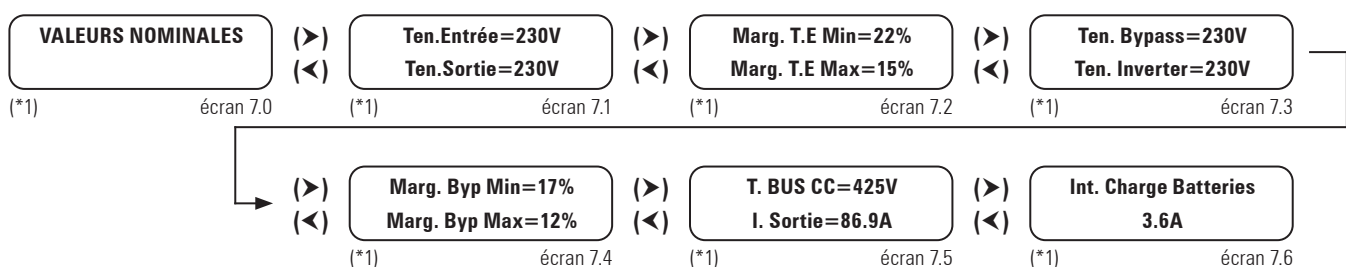 VALEURS NOMINALES
(*1) écran 7.0
(➤)
(➤)
Ten.Entrée=230V
Ten.Sortie=230V
(*1) écran 7.1
(➤)
(➤)
Marg. T.E Min=22%
Marg. T.E Max=15%
(*1) écran 7.2
(➤)
(➤)
Ten. Bypass=230V
Ten. Inverter=230V
(*1) écran 7.3
(➤)
(➤)
Marg. Byp Min=17%
Marg. Byp Max=12%
(*1) écran 7.4
(➤)
(➤)
T. BUS CC=425V
I. Sortie=86.9A
(*1) écran 7.5
(➤)
(➤)
Int. Charge Batteries
3.6A
(*1) écran 7.6